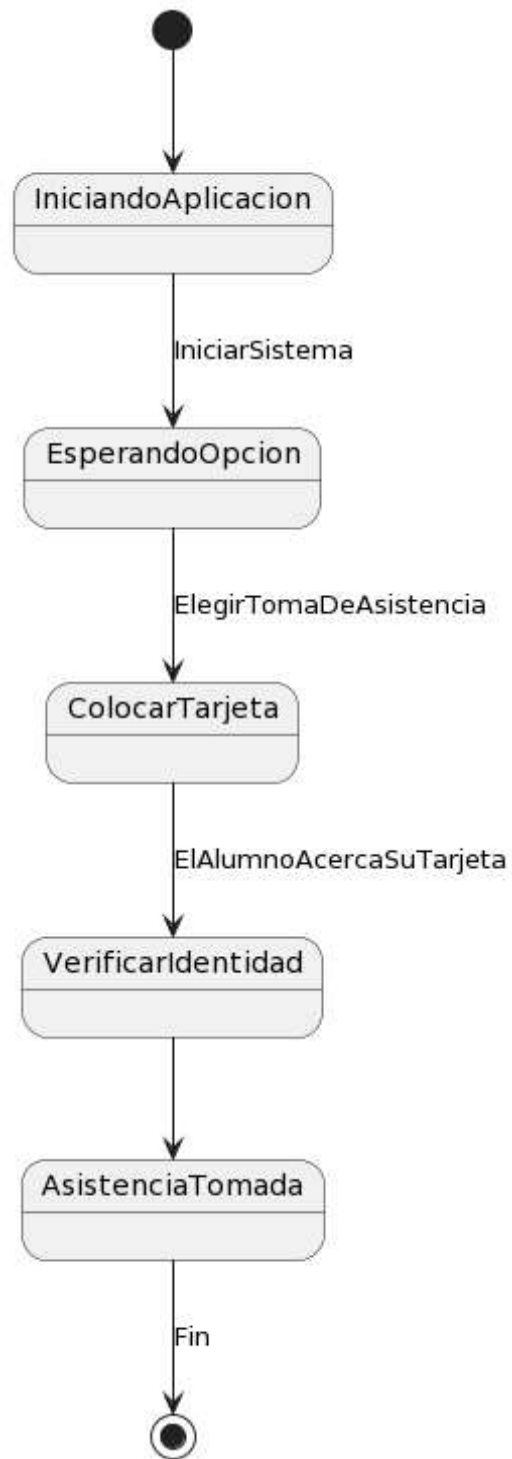 IniciandoAplicacion
IniciarSistema
EsperandoOpcion
ElegirTomaDeAsistencia
ColocarTarjeta
ElAlumnoAcercaSuTarjeta
VerificarIdentidad
AsistenciaTomada
Fin